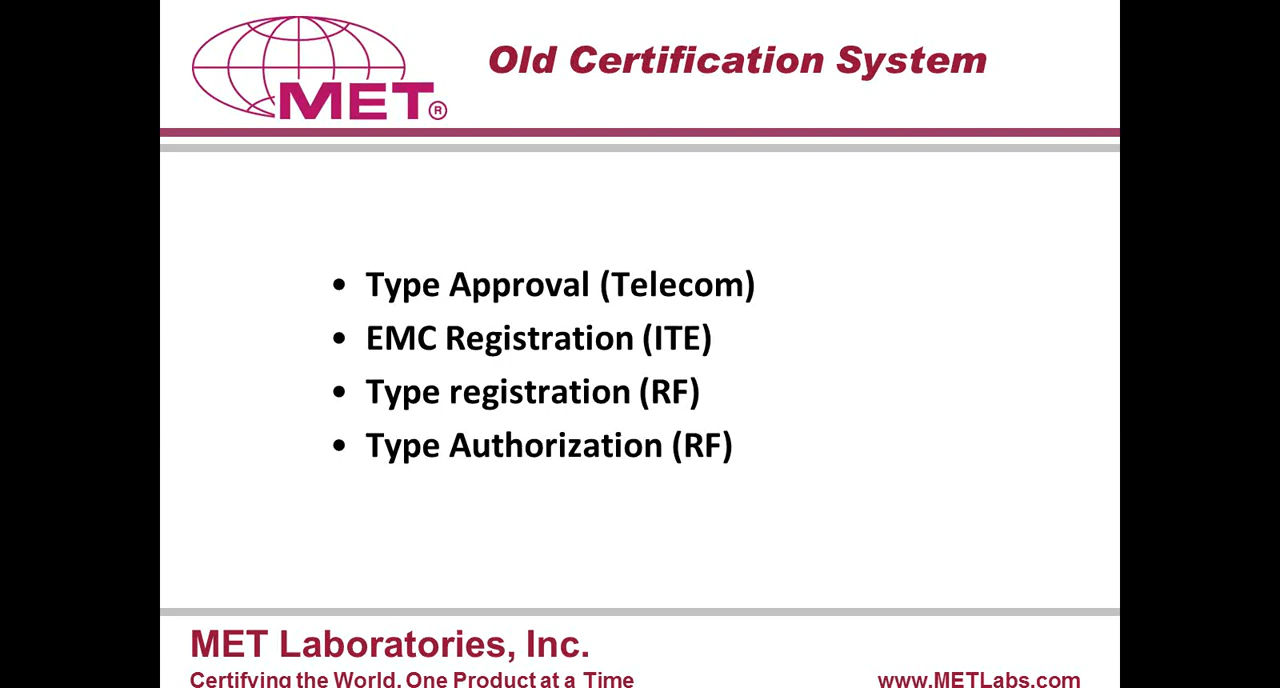 MET®
Old Certification System
• Type Approval (Telecom)
• EMC Registration (ITE)
• Type registration (RF)
• Type Authorization (RF)
MET Laboratories, Inc.
Certifying the World, One Product at a Time
www.METLabs.com